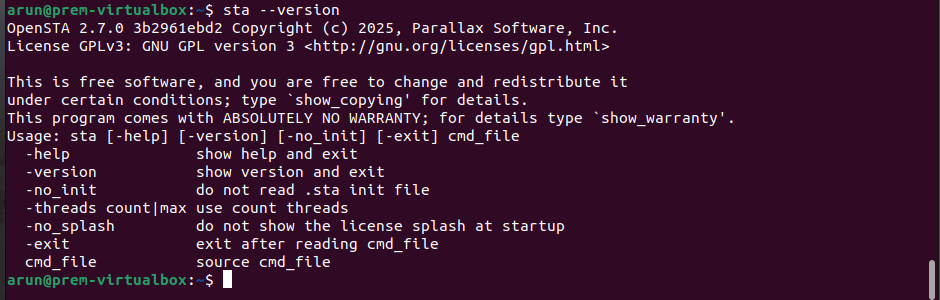 arun@prem-virtualbox:~$ sta --version
OpenSTA 2.7.0 3b2961ebd2 Copyright (c) 2025, Parallax Software, Inc.
License GPLv3: GNU GPL version 3 <http://gnu.org/licenses/gpl.html>

This is free software, and you are free to change and redistribute it
under certain conditions; type `show_copying' for details.
This program comes with ABSOLUTELY NO WARRANTY; for details type `show_warranty'.
Usage: sta [-help] [-version] [-no_init] [-exit] cmd_file
  -help              show help and exit
  -version           show version and exit
  -no_init           do not read .sta init file
  -threads count|max use count threads
  -no_splash         do not show the license splash at startup
  -exit              exit after reading cmd_file
  cmd_file           source cmd_file
arun@prem-virtualbox:~$